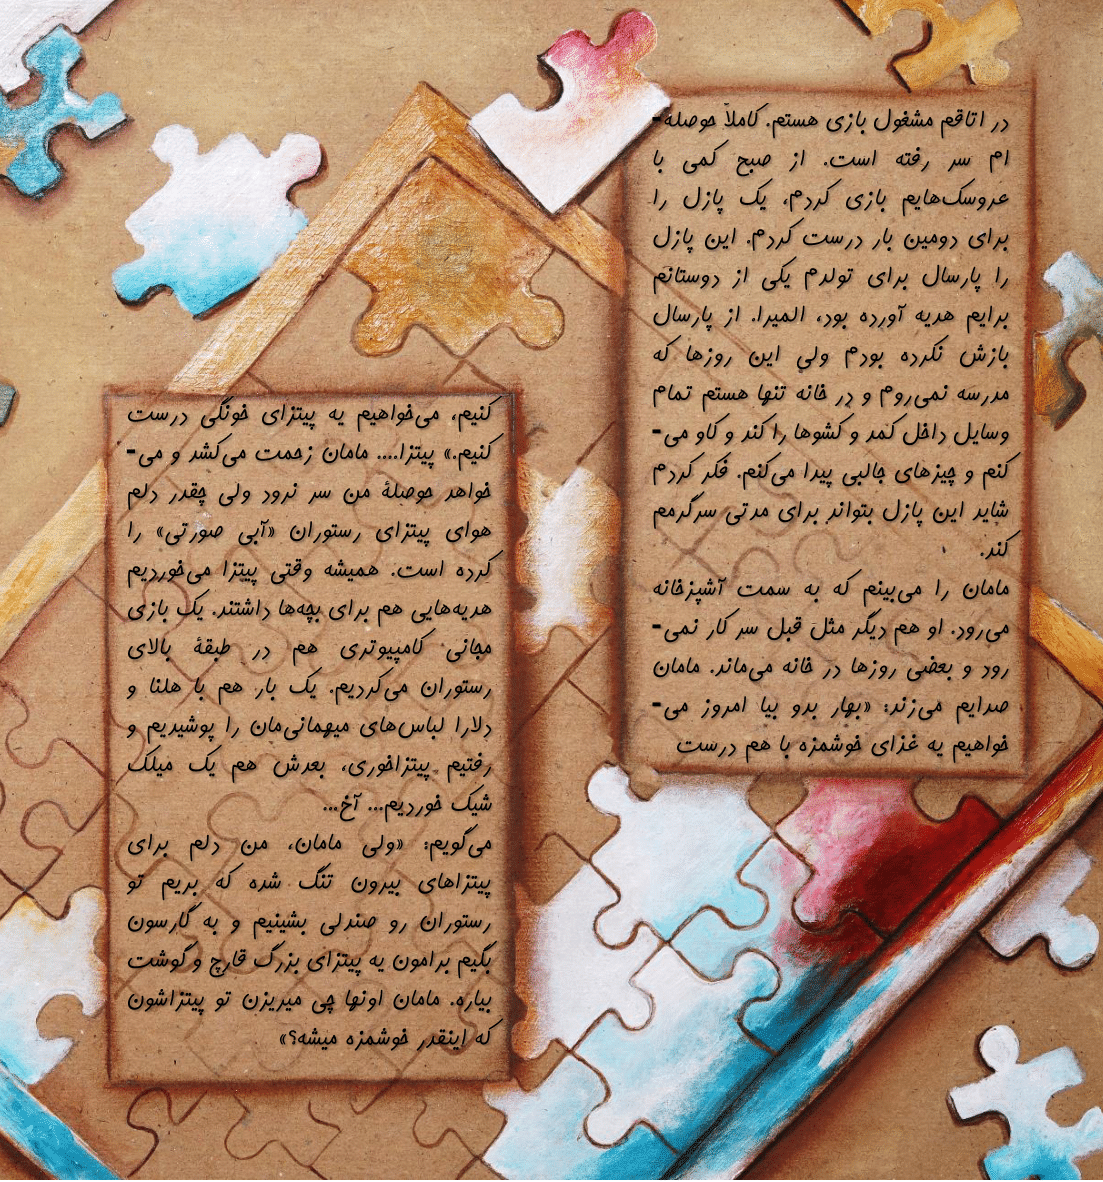 در اتاقم مشغول بازی هستم. کاملاً حوصله‌-
ام سر رفته است. از صبح کمی با
عروسک‌هایم بازی کردم، یک پازل را
برای دومین بار درست کردم. این پازل
را پارسال برای تولدم یکی از دوستانم
برایم هدیه آورده بود، المیرا. از پارسال
بازش نکرده بودم ولی این روزها که
مدرسه نمی‌روم و در خانه تنها هستم تمام
وسایل داخل کمد و کشوها را کند و کاو می-
کنم و چیزهای جالبی پیدا می‌کنم. فکر کردم
شاید این پازل بتواند برای مدتی سرگرمم
کند.
مامان را می‌بینم که به سمت آشپزخانه
می‌رود. او هم دیگر مثل قبل سر کار نمی-
رود و بعضی روزها در خانه می‌ماند. مامان
صدایم می‌زند: «بهار بدو بیا امروز می-
خواهیم یه غذای خوشمزه با هم درست
کنیم، می‌خواهیم یه پیتزای خونگی درست
کنیم.» پیتزا.... مامان زحمت می‌کشد و می-
خواهد حوصلهٔ من سر نرود ولی چقدر دلم
هوای پیتزای رستوران «آبی صورتی» را
کرده است. همیشه وقتی پیتزا می‌خوردیم
هدیه‌هایی هم برای بچه‌ها داشتند. یک بازی
مجانی کامپیوتری هم در طبقهٔ بالای
رستوران می‌کردیم. یک بار هم با هلنا و
دلارا لباس‌های میهمانی‌مان را پوشیدیم و
رفتیم پیتزاخوری، بعدش هم یک میلک
شیک خوردیم... آخ...
می‌گویم: «ولی مامان، من دلم برای
پیتزاهای بیرون تنگ شده که بریم تو
رستوران رو صندلی بشینیم و به گارسون
بگیم برامون یه پیتزای بزرگ قارچ و گوشت
بیاره. مامان اونها چی میریزن تو پیتزاشون
که اینقدر خوشمزه میشه؟»